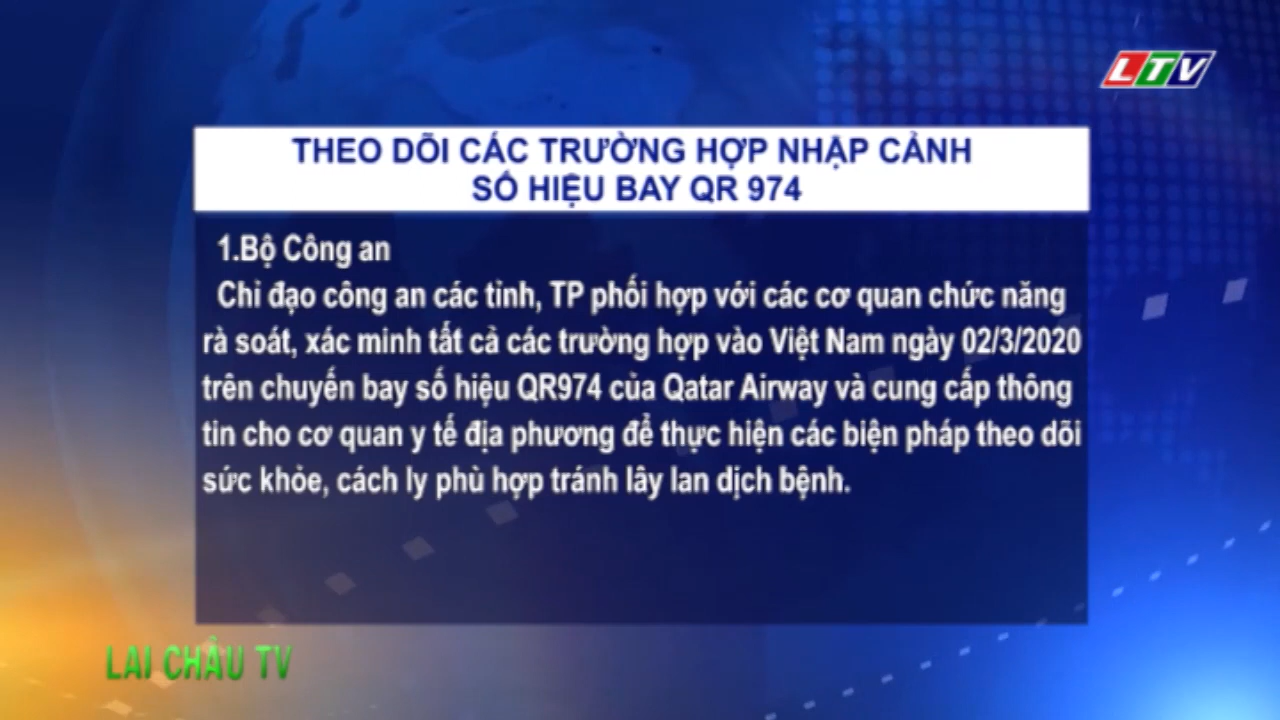 LTV
THEO DÕI CÁC TRƯỜNG HỢP NHẬP CẢNH
SỐ HIỆU BAY QR 974
1.Bộ Công an
Chỉ đạo công an các tỉnh, TP phối hợp với các cơ quan chức năng
rà soát, xác minh tất cả các trường hợp vào Việt Nam ngày 02/3/2020
trên chuyến bay số hiệu QR974 của Qatar Airway và cung cấp thông
tin cho cơ quan y tế địa phương để thực hiện các biện pháp theo dõi
sức khỏe, cách ly phù hợp tránh lây lan dịch bệnh.
LAI CHÂU TV